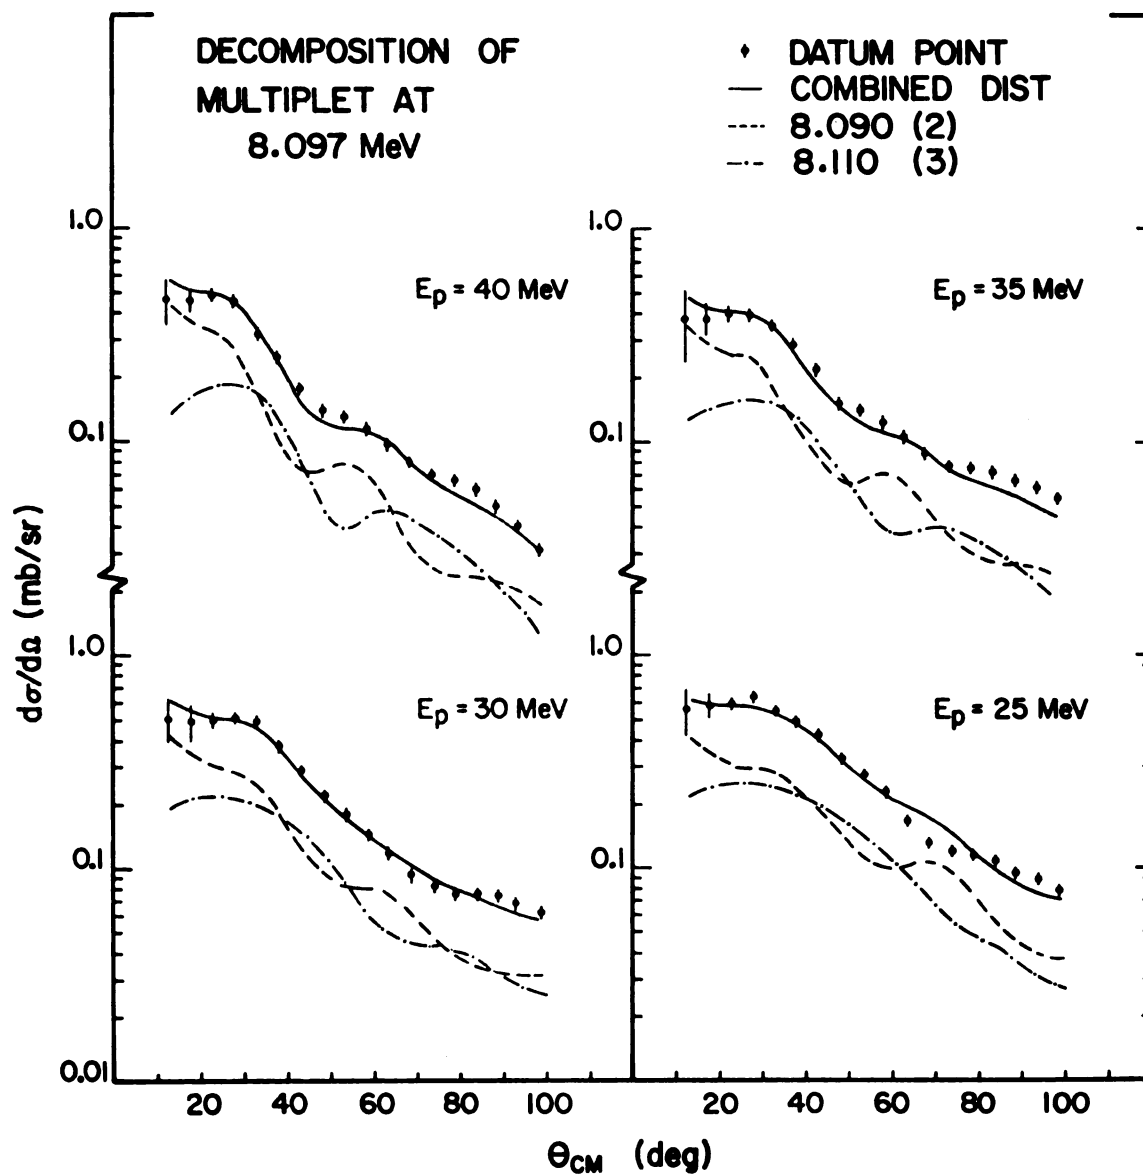 DECOMPOSITION OF
MULTIPLET AT
8.097 MeV
DATUM POINT
COMBINED DIST
8.090 (2)
8.110 (3)
1.0
1.0
Ep = 40 MeV
Ep = 35 MeV
0.1
0.1
dσ/dΩ (mb/sr)
1.0
1.0
Ep = 30 MeV
Ep = 25 MeV
0.1
0.1
0.01
20 40 60 80 100
20 40 60 80 100
ΘCM (deg)